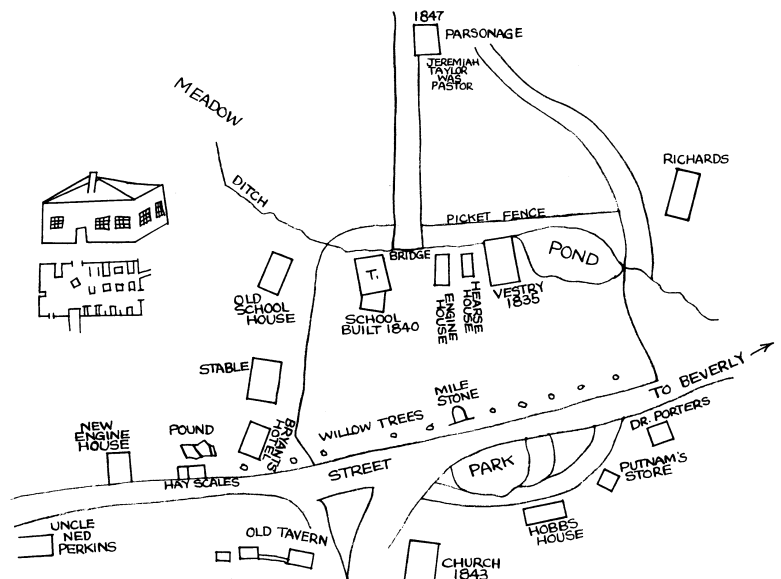 1847
PARSONAGE
JEREMIAH
TAYLOR
WAS
PASTOR
MEADOW
DITCH
RICHARDS
PICKET FENCE
BRIDGE
POND
T.
OLD
SCHOOL
HOUSE
SCHOOL
BUILT 1840
ENGINE
HOUSE
HEARSE
HOUSE
VESTRY
1835
STABLE
MILE
STONE
TO BEVERLY
NEW
ENGINE
HOUSE
POUND
BRYANTS
HOTEL
WILLOW TREES
DR. PORTERS
HAY SCALES
STREET
PARK
PUTNAM'S
STORE
UNCLE
NED
PERKINS
OLD TAVERN
HOBBS
HOUSE
CHURCH
1843